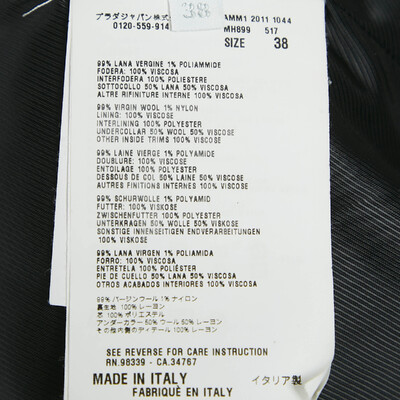 プラダジャパン株式
0120-559-914
AMM1 2011 1044
MH899 517
SIZE 38
99% LANA VERGINE 1% POLIAMMIDE
FODERA: 100% VISCOSA
INTERFODERA 100% POLIESTERE
SOTTOCOLLO 50% LANA 50% VISCOSA
ALTRE RIFINITURE INTERNE 100% VISCOSA
99% VIRGIN WOOL 1% NYLON
LINING: 100% VISCOSE
INTERLINING 100% POLYESTER
UNDERCOLLAR 50% WOOL 50% VISCOSE
OTHER INSIDE TRIMS 100% VISCOSE
99% LAINE VIERGE 1% POLYAMIDE
DOUBLURE: 100% VISCOSE
ENTOILAGE 100% POLYESTER
DESSOUS DE COL 50% LAINE 50% VISCOSE
AUTRES FINITIONS INTERNES 100% VISCOSE
99% SCHURWOLLE 1% POLYAMID
FUTTER: 100% VISKOSE
ZWISCHENFUTTER 100% POLYESTER
UNTERKRAGEN 50% WOLLE 50% VISKOSE
SONSTIGE INNENSEITIGEN ENDVERARBEITUNGEN
100% VISKOSE
99% LANA VIRGEN 1% POLIAMIDA
FORRO: 100% VISCOSA
ENTRETELA 100% POLIÉSTER
PIE DE CUELLO 50% LANA 50% VISCOSA
OTROS ACABADOS INTERIORES 100% VISCOSA
99% バージンウール 1% ナイロン
裏生地 100% レーヨン
芯 100% ポリエステル
アンダーカラー 50% ウール 50% レーヨン
その他内側のディテール 100% レーヨン
SEE REVERSE FOR CARE INSTRUCTION
RN.98339 - CA.34767
MADE IN ITALY イタリア製
FABRIQUÉ EN ITALY